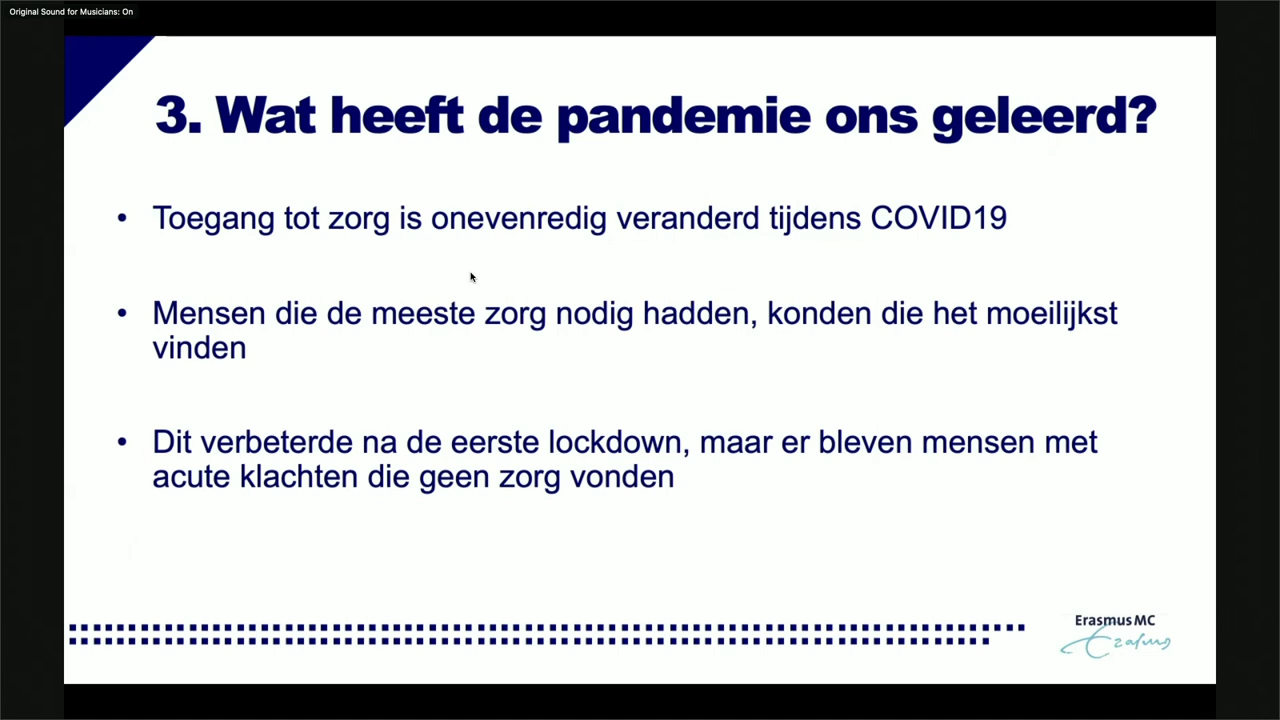 Original Sound for Musicians: On
3. Wat heeft de pandemie ons geleerd?
• Toegang tot zorg is onevenredig veranderd tijdens COVID19
• Mensen die de meeste zorg nodig hadden, konden die het moeilijkst
vinden
• Dit verbeterde na de eerste lockdown, maar er bleven mensen met
acute klachten die geen zorg vonden
Erasmus MC
Erasmus